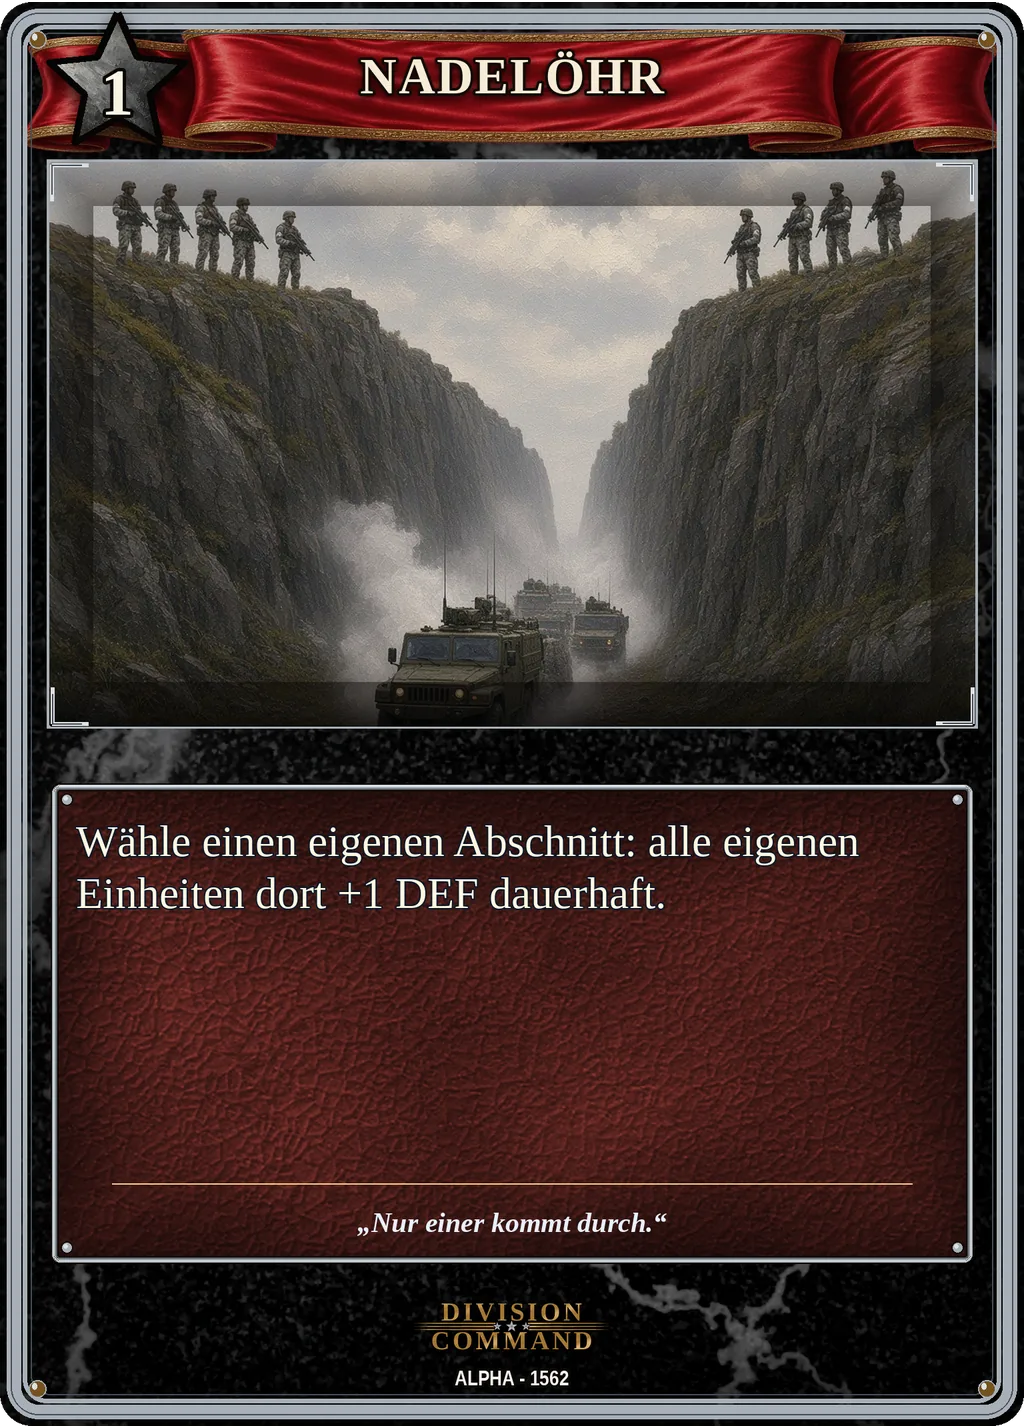 1
NADELÖHR
Wähle einen eigenen Abschnitt: alle eigenen
Einheiten dort +1 DEF dauerhaft.
„Nur einer kommt durch.“
DIVISION
COMMAND
ALPHA - 1562